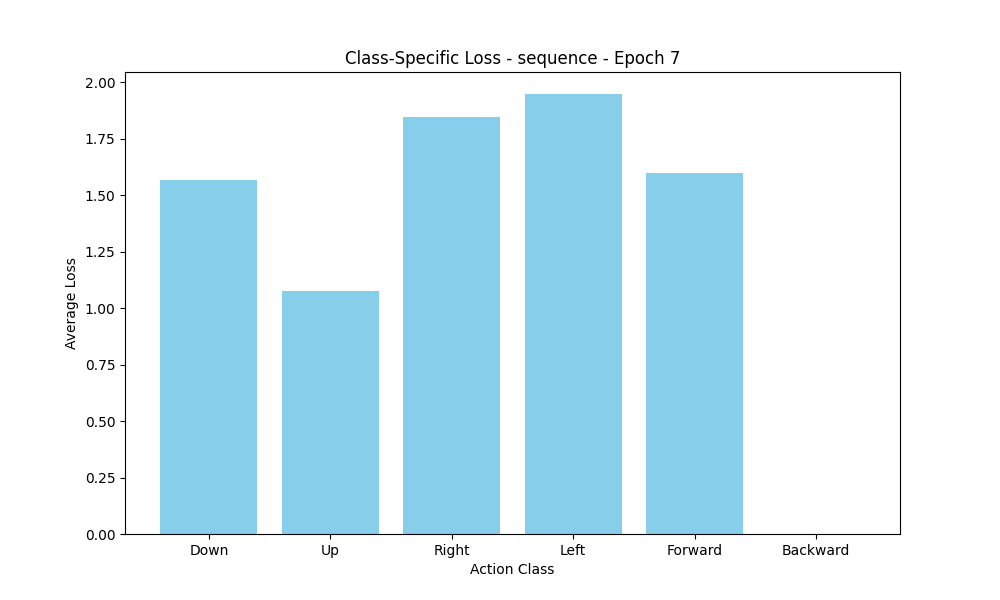 Class-Specific Loss - sequence - Epoch 7
2.00
1.75
1.50
1.25
1.00
0.75
0.50
0.25
0.00
Average Loss
Down Up Right Left Forward Backward
Action Class